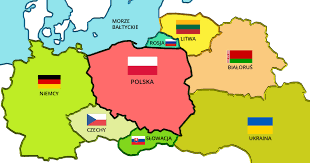 MORZE
BAŁTYCKIE
ROSJA
LITWA
BIAŁORUŚ
NIEMCY
POLSKA
CZECHY
SŁOWACJA
UKRAINA